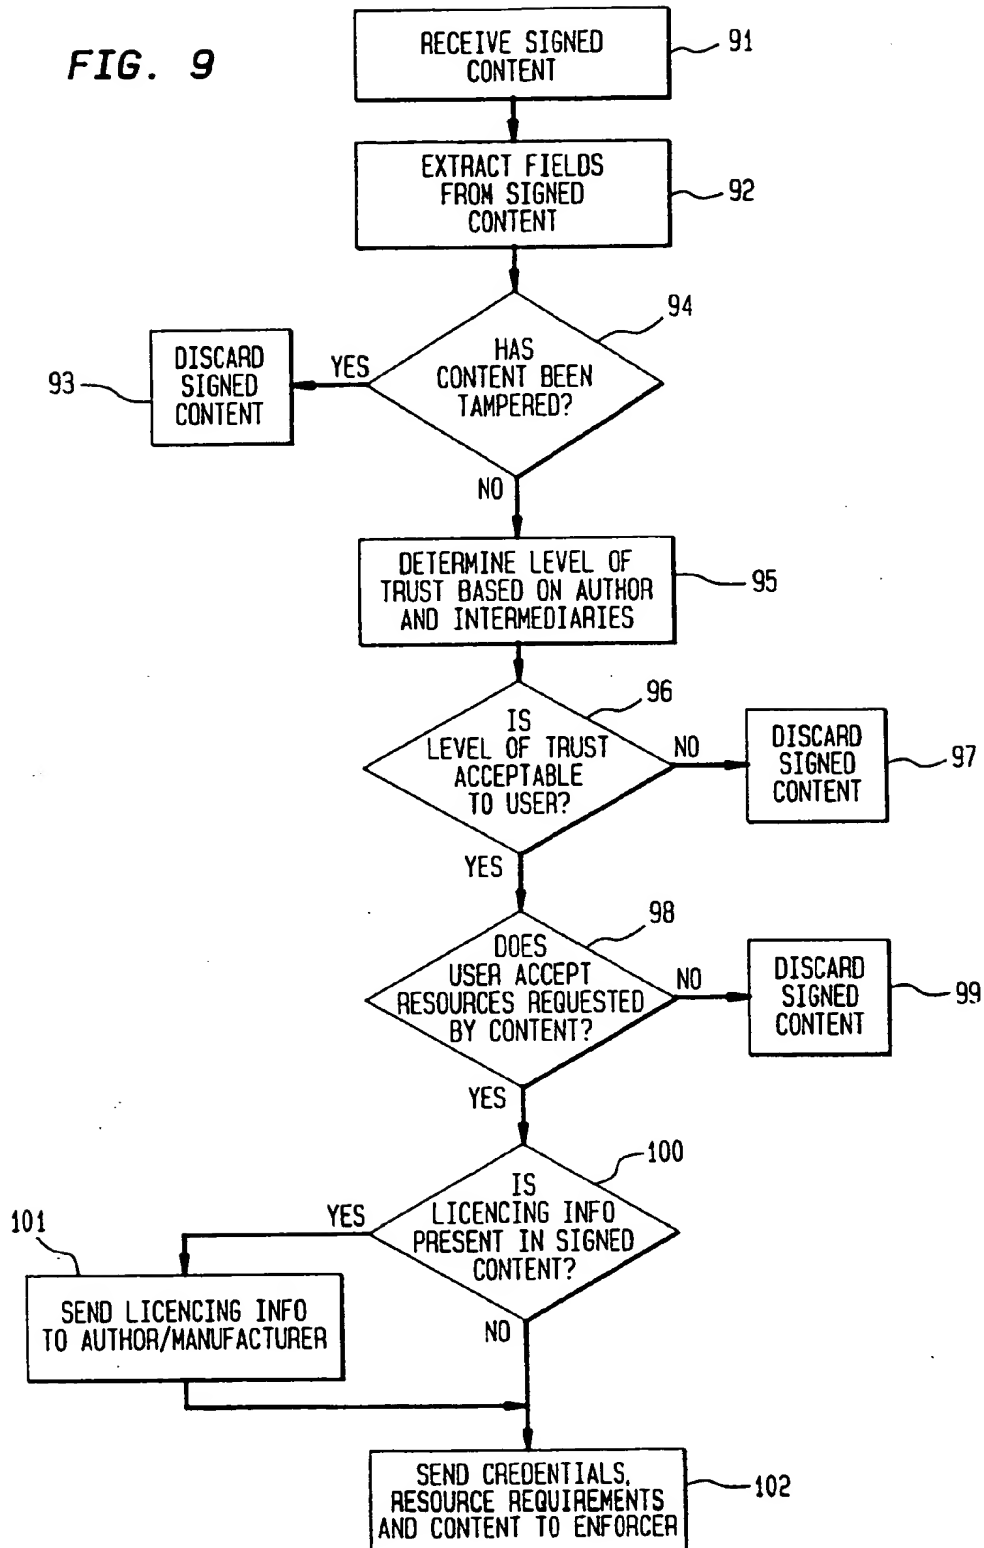 FIG. 9
RECEIVE SIGNED
CONTENT
91
EXTRACT FIELDS
FROM SIGNED
CONTENT
92
HAS
CONTENT BEEN
TAMPERED?
94
YES
DISCARD
SIGNED
CONTENT
93
NO
DETERMINE LEVEL OF
TRUST BASED ON AUTHOR
AND INTERMEDIARIES
95
IS
LEVEL OF TRUST
ACCEPTABLE
TO USER?
96
NO
DISCARD
SIGNED
CONTENT
97
YES
DOES
USER ACCEPT
RESOURCES REQUESTED
BY CONTENT?
98
NO
DISCARD
SIGNED
CONTENT
99
YES
IS
LICENCING INFO
PRESENT IN SIGNED
CONTENT?
100
YES
101
SEND LICENCING INFO
TO AUTHOR/MANUFACTURER
NO
SEND CREDENTIALS,
RESOURCE REQUIREMENTS
AND CONTENT TO ENFORCER
102